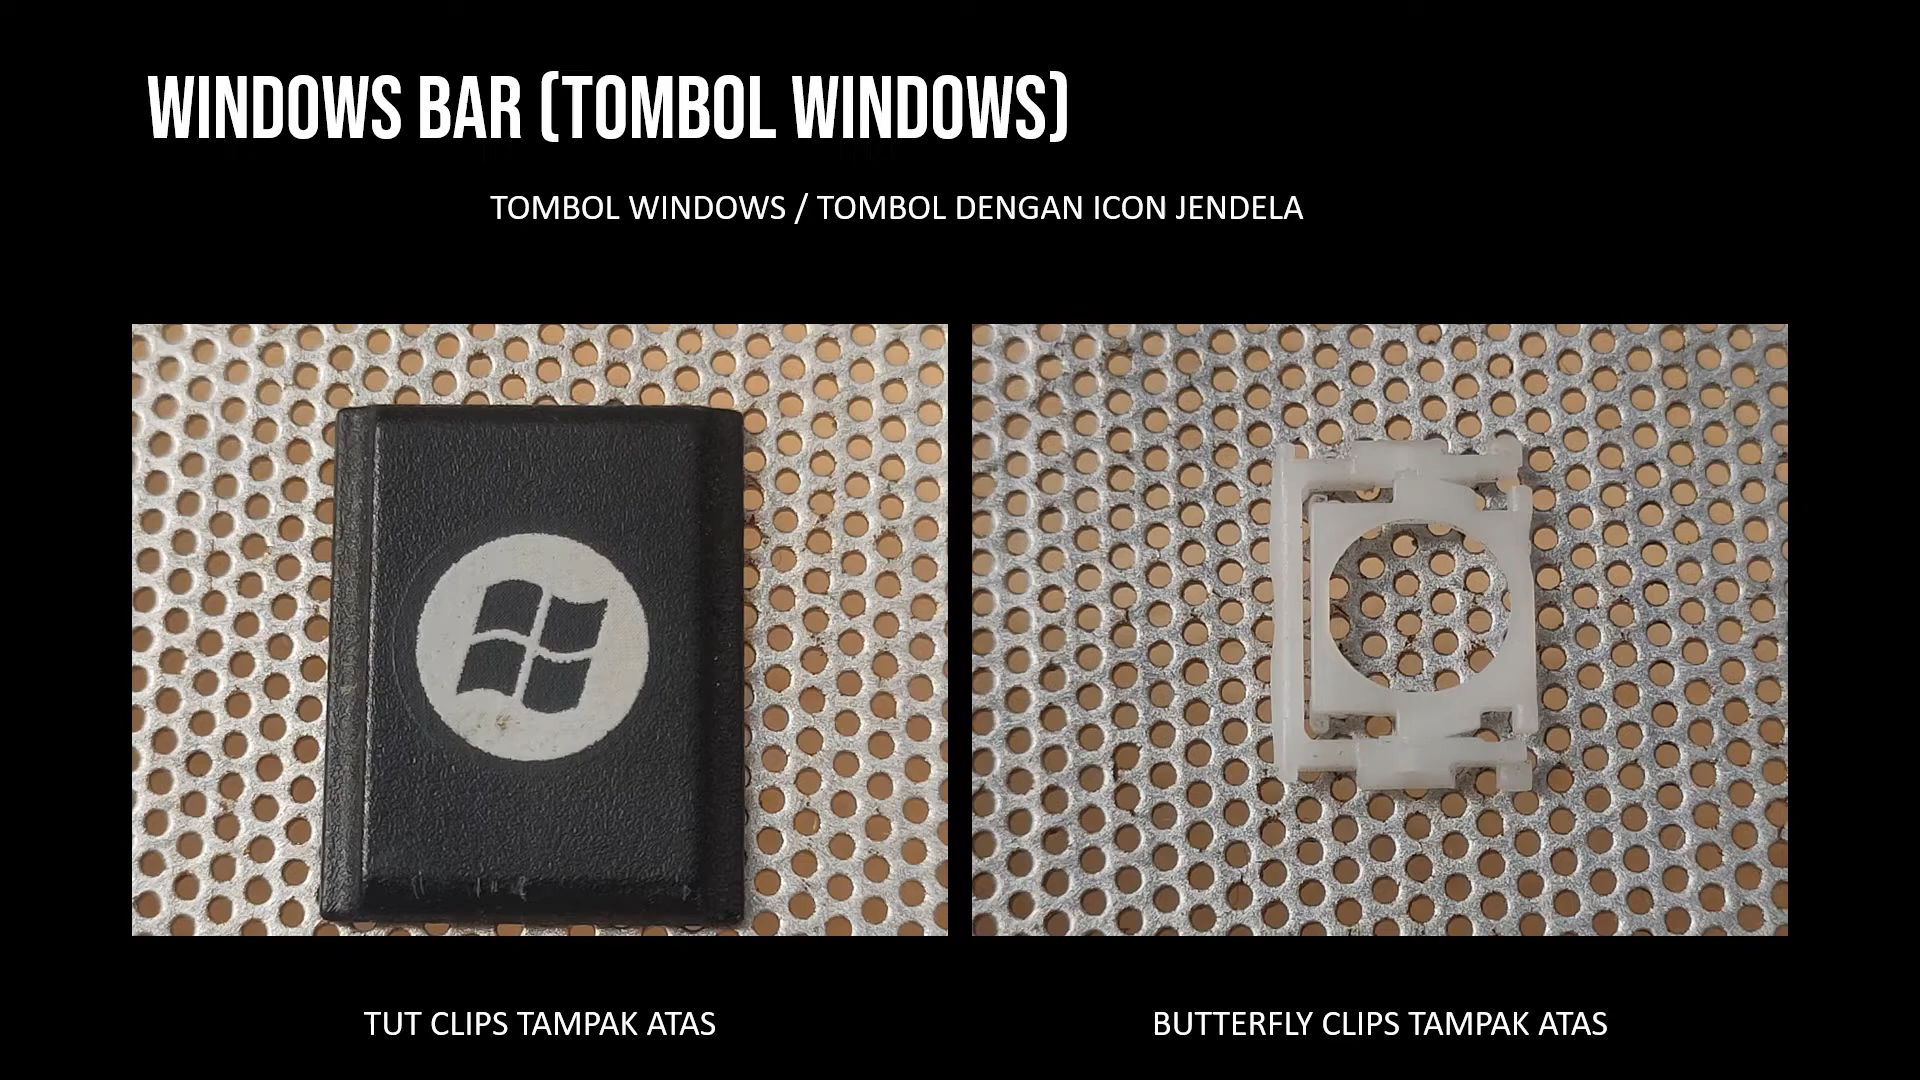 WINDOWS BAR (TOMBOL WINDOWS)
TOMBOL WINDOWS / TOMBOL DENGAN ICON JENDELA
TUT CLIPS TAMPAK ATAS
BUTTERFLY CLIPS TAMPAK ATAS